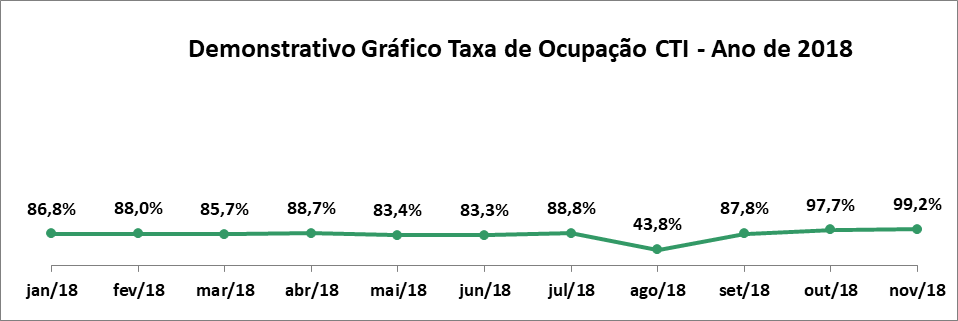 Demonstrativo Gráfico Taxa de Ocupação CTI - Ano de 2018
86,8% 88,0% 85,7% 88,7% 83,4% 83,3% 88,8% 43,8% 87,8% 97,7% 99,2%
jan/18 fev/18 mar/18 abr/18 mai/18 jun/18 jul/18 ago/18 set/18 out/18 nov/18